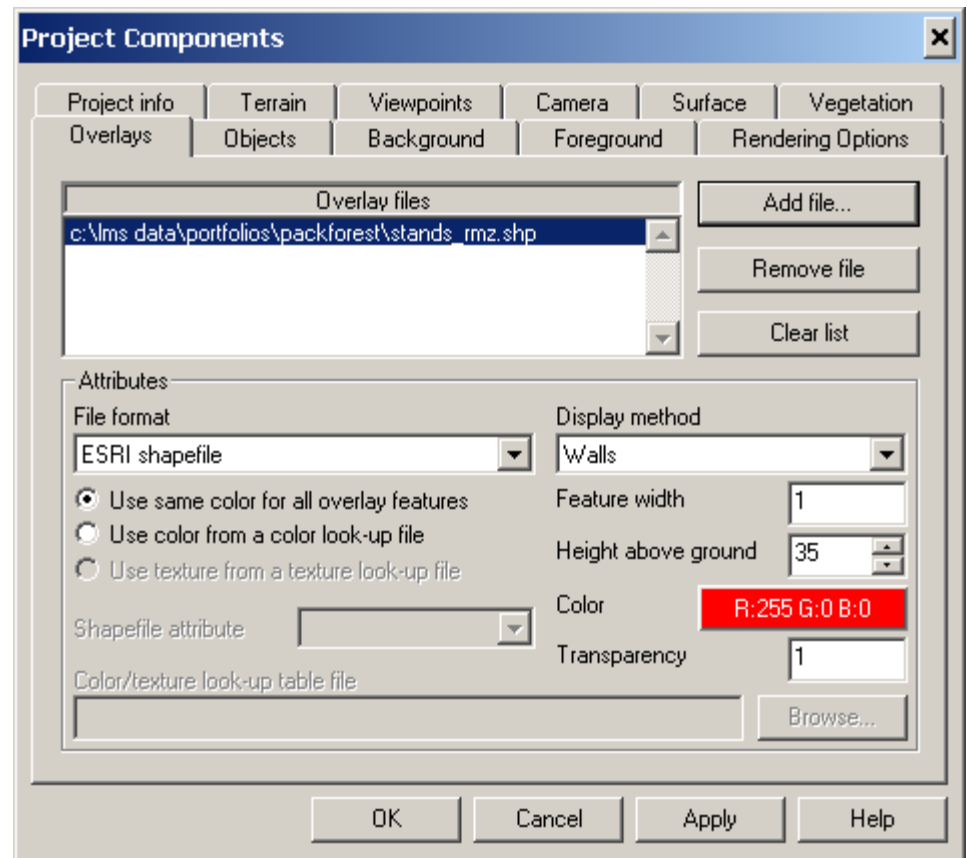 Project Components
Project info Terrain Viewpoints Camera Surface Vegetation
Overlays Objects Background Foreground Rendering Options
Overlay files
c:\lms data\portfolios\packforest\stands_rmz.shp
Add file...
Remove file
Clear list
Attributes
File format
ESRI shapefile
Use same color for all overlay features
Use color from a color look-up file
Use texture from a texture look-up file
Shapefile attribute
Color/texture look-up table file
Display method
Walls
Feature width 1
Height above ground 35
Color R:255 G:0 B:0
Transparency 1
Browse...
OK Cancel Apply Help